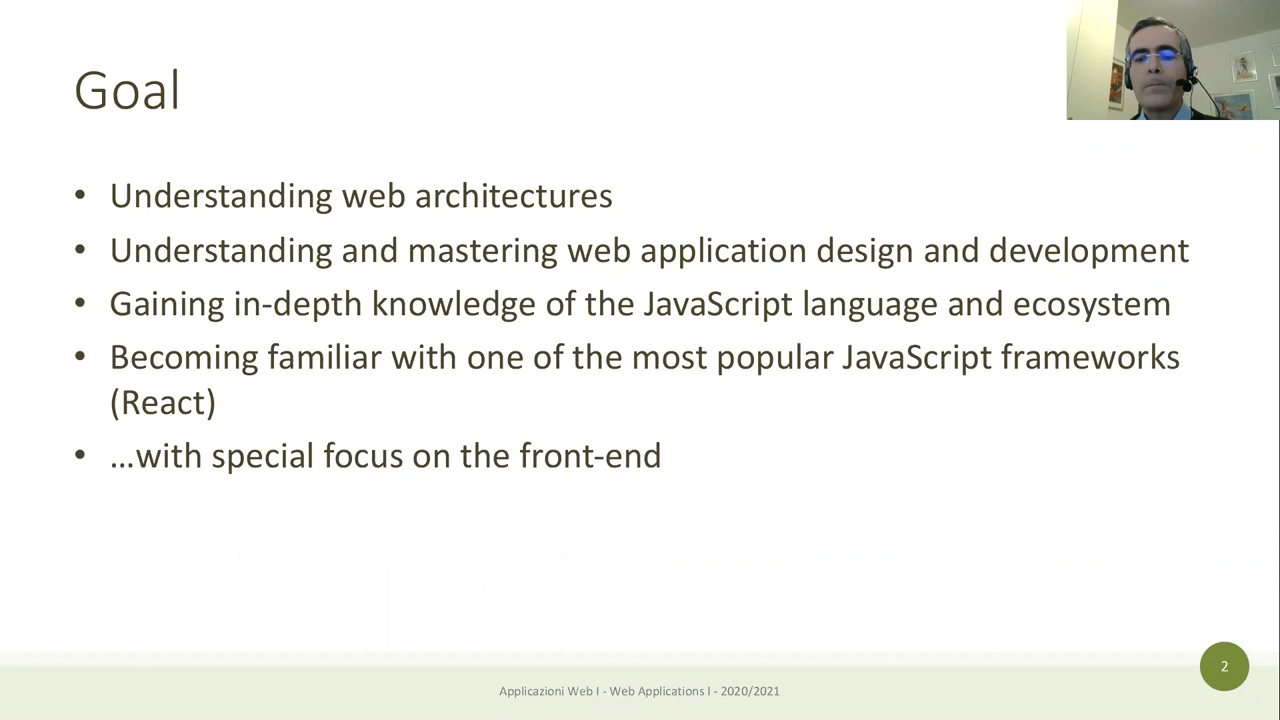 Goal
• Understanding web architectures
• Understanding and mastering web application design and development
• Gaining in-depth knowledge of the JavaScript language and ecosystem
• Becoming familiar with one of the most popular JavaScript frameworks
(React)
• …with special focus on the front-end
2
Applicazioni Web I - Web Applications I - 2020/2021